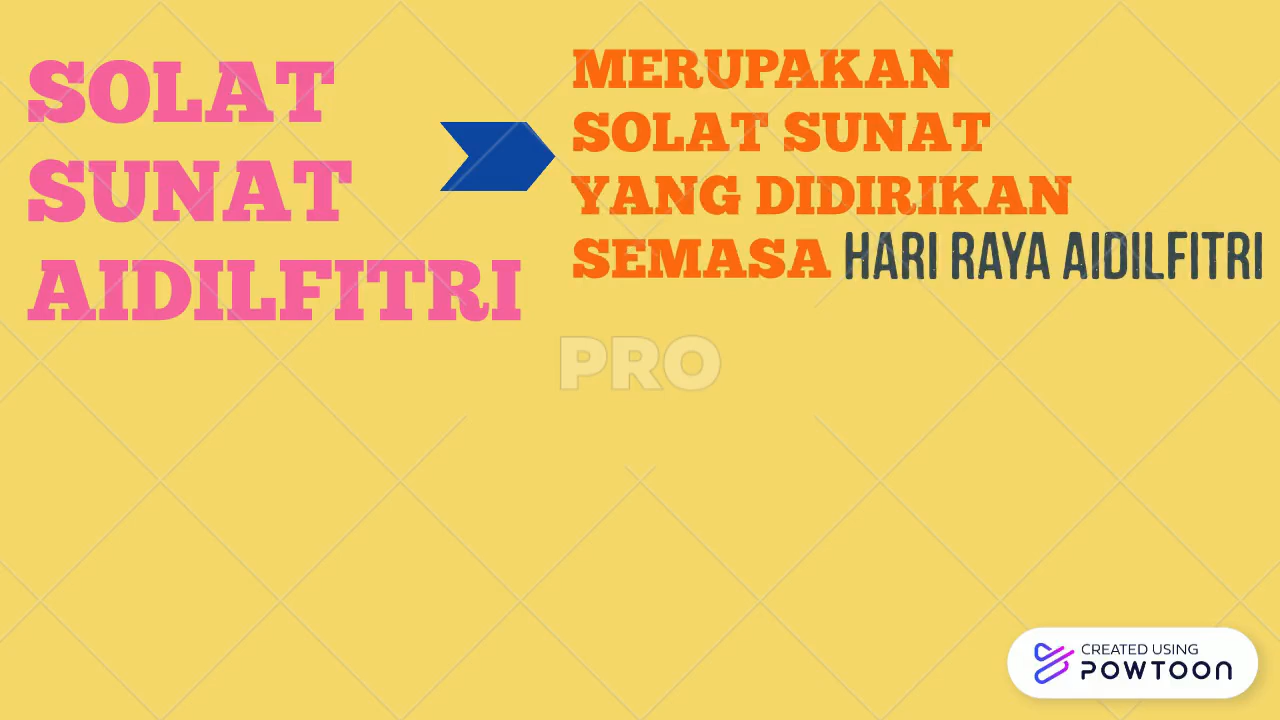 SOLAT
SUNAT
AIDILFITRI
MERUPAKAN
SOLAT SUNAT
YANG DIDIRIKAN
SEMASA HARI RAYA AIDILFITRI
PRO
CREATED USING
POWTOON